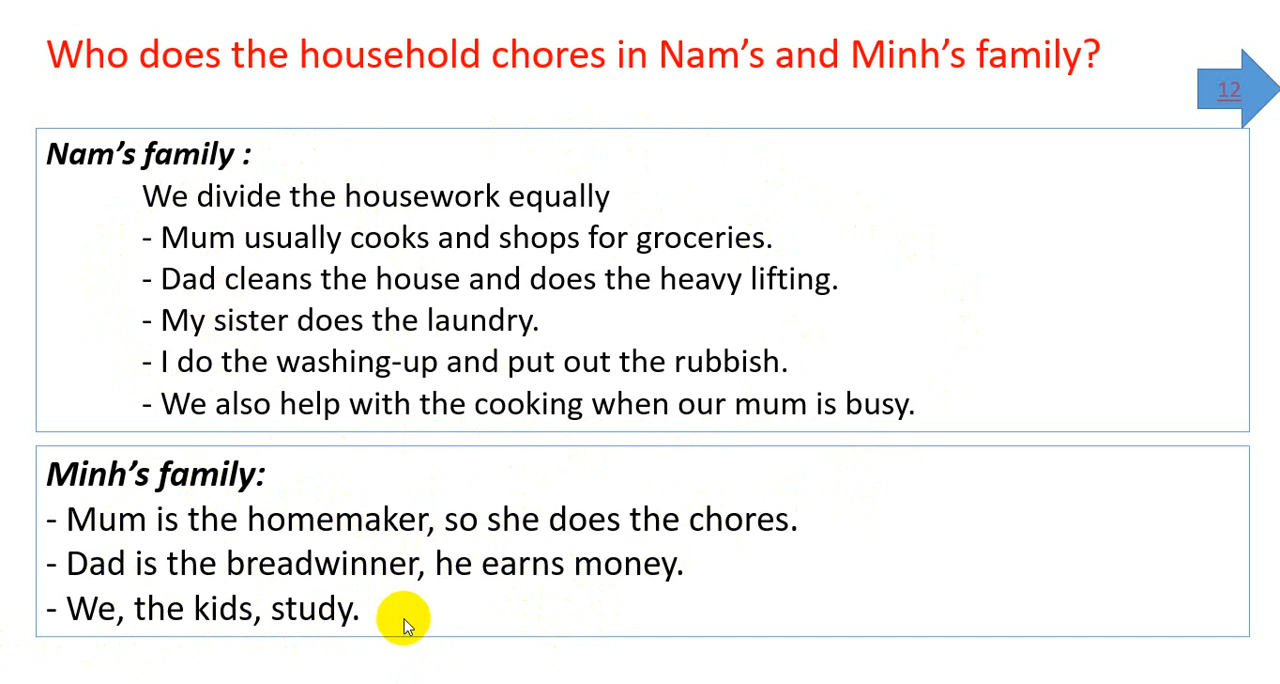 Who does the household chores in Nam’s and Minh’s family?
12
Nam’s family :
We divide the housework equally
- Mum usually cooks and shops for groceries.
- Dad cleans the house and does the heavy lifting.
- My sister does the laundry.
- I do the washing-up and put out the rubbish.
- We also help with the cooking when our mum is busy.
Minh’s family:
- Mum is the homemaker, so she does the chores.
- Dad is the breadwinner, he earns money.
- We, the kids, study.